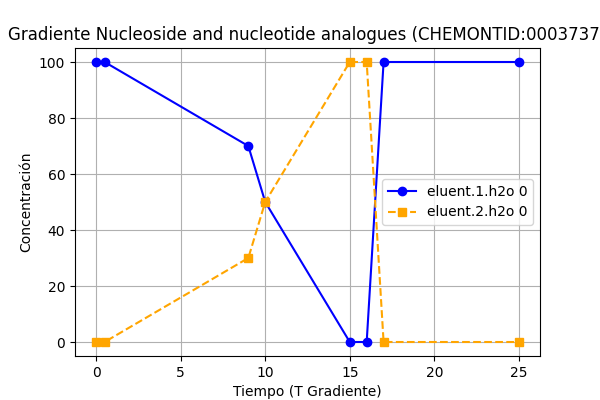 Gradiente Nucleoside and nucleotide analogues (CHEMONTID:0003737
100
80
60
40
20
0
Concentración
eluent.1.h2o 0
eluent.2.h2o 0
0 5 10 15 20 25
Tiempo (T Gradiente)